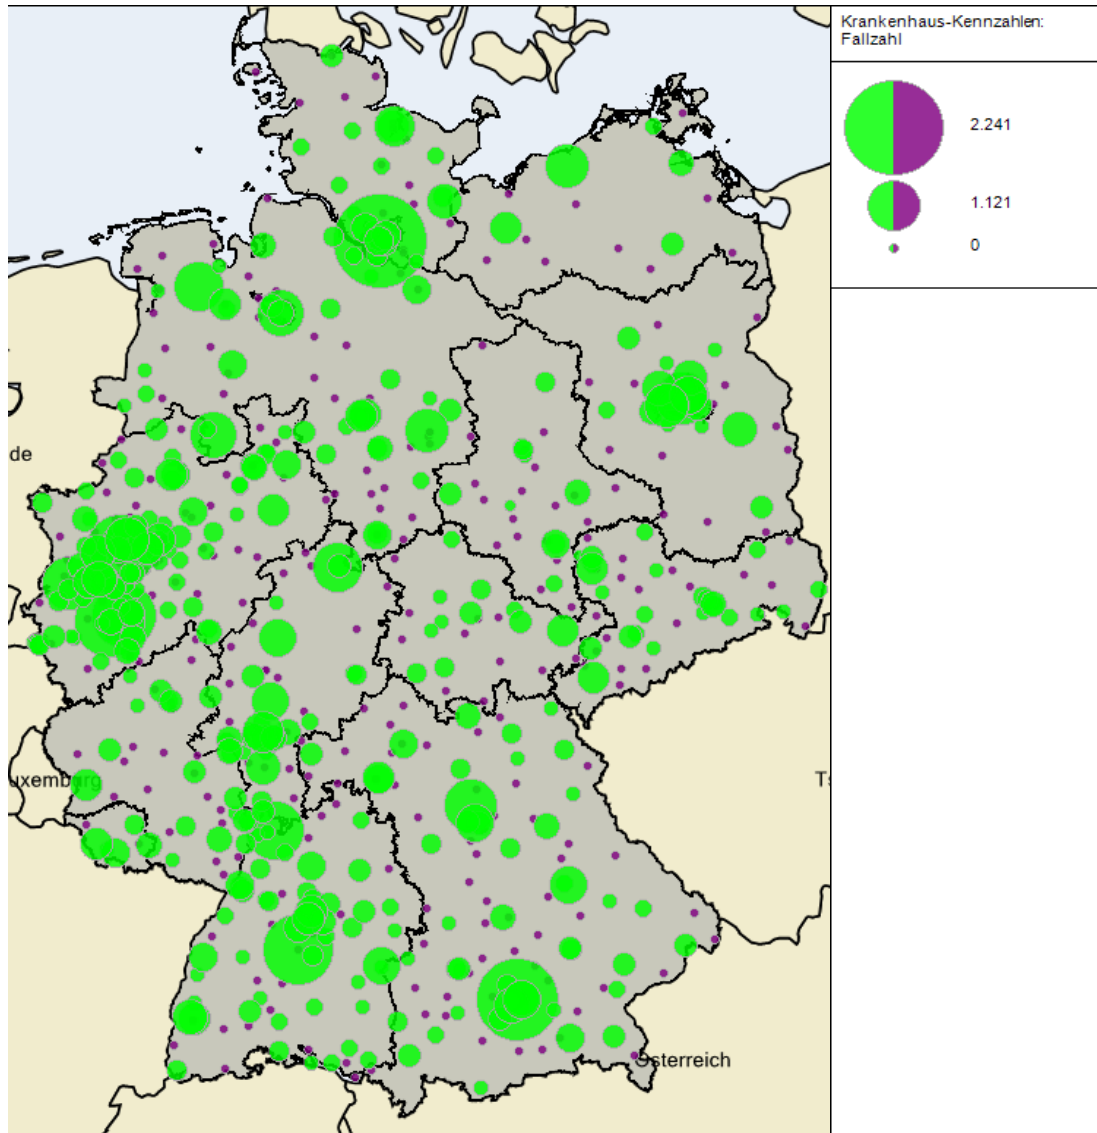 Krankenhaus-Kennzahlen:
Fallzahl
2.241
1.121
0
de
uxemburg
Ts
Österreich